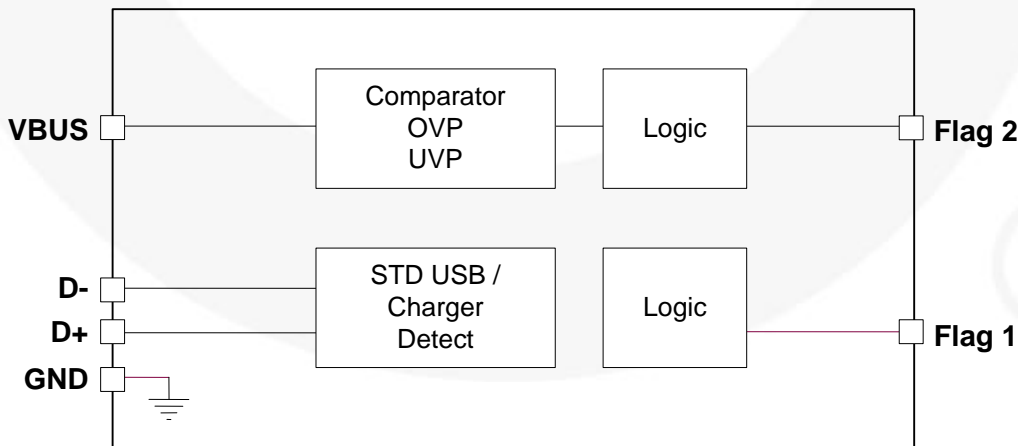 VBUS
Comparator
OVP
UVP
Logic
Flag 2
D-
D+
GND
STD USB /
Charger
Detect
Logic
Flag 1